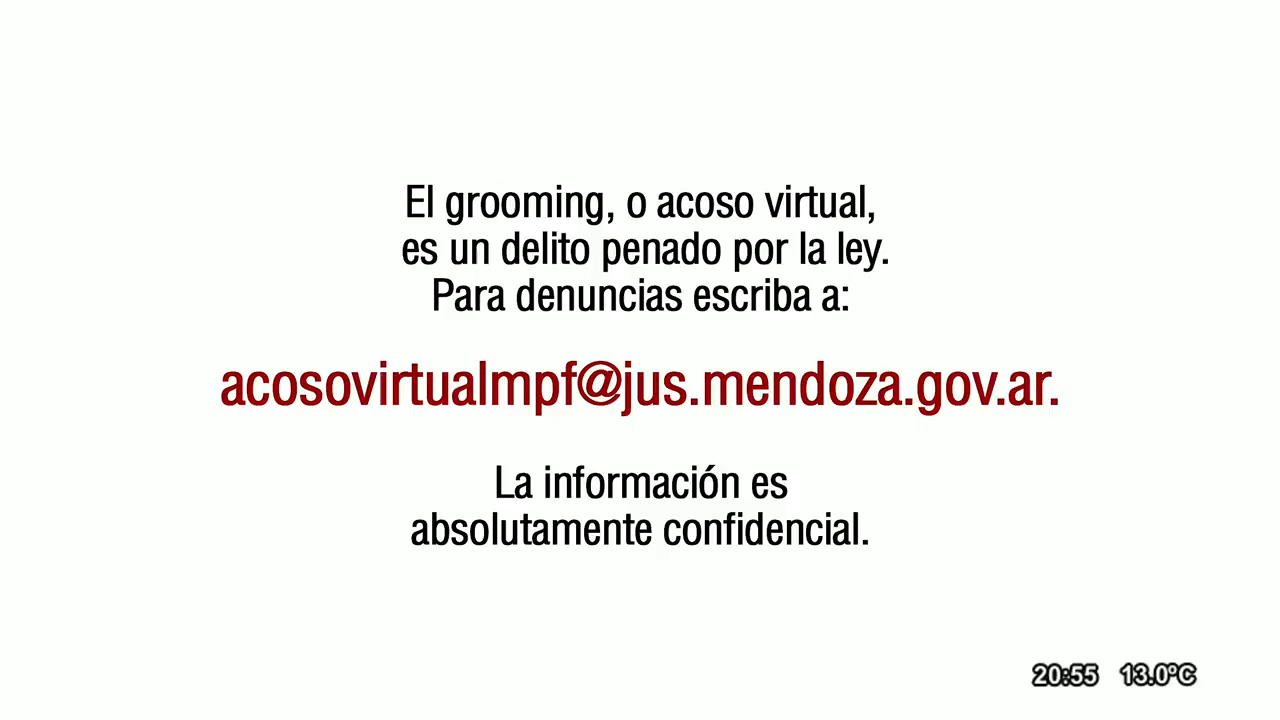 El grooming, o acoso virtual,
es un delito penado por la ley.
Para denuncias escriba a:
acosovirtualmpf@jus.mendoza.gov.ar.
La información es
absolutamente confidencial.
20:55 13.0°C